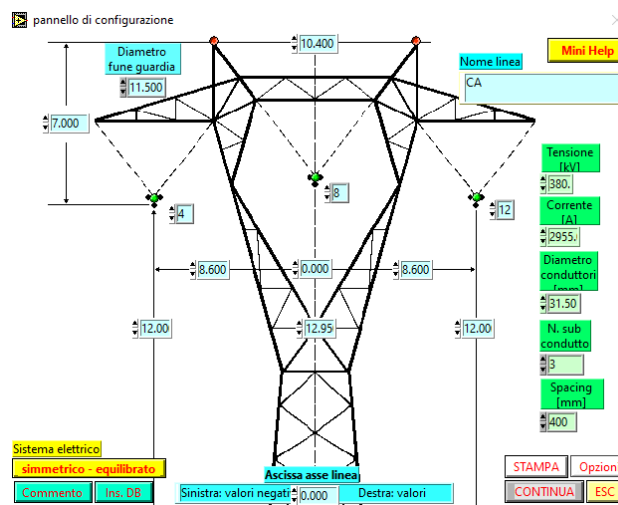 pannello di configurazione
Diametro
fune guardia
11.500
10.400
Mini Help
Nome linea
CA
7.000
Tensione
[kV]
380.
4
8
12
Corrente
[A]
2955.
8.600
0.000
8.600
Diametro
conduttori
[mm]
31.50
12.00
12.95
12.00
N. sub
condutto
3
Spacing
[mm]
400
Sistema elettrico
simmetrico - equilibrato
Commento
Ins. DB
Ascissa asse linea
Sinistra: valori negati
0.000
Destra: valori
STAMPA
Opzion
CONTINUA
ESC